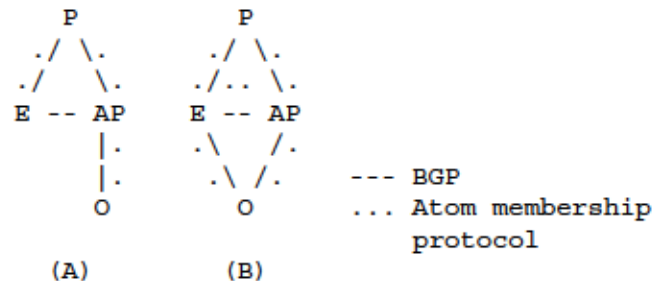 P                 P
    ./ \.             ./ \.
   ./   \.           ./.. \.
  E -- AP           E -- AP
       |.           .\    /.
       |.            .\ /.      --- BGP
       O                O       ... Atom membership
                                    protocol
    (A)               (B)